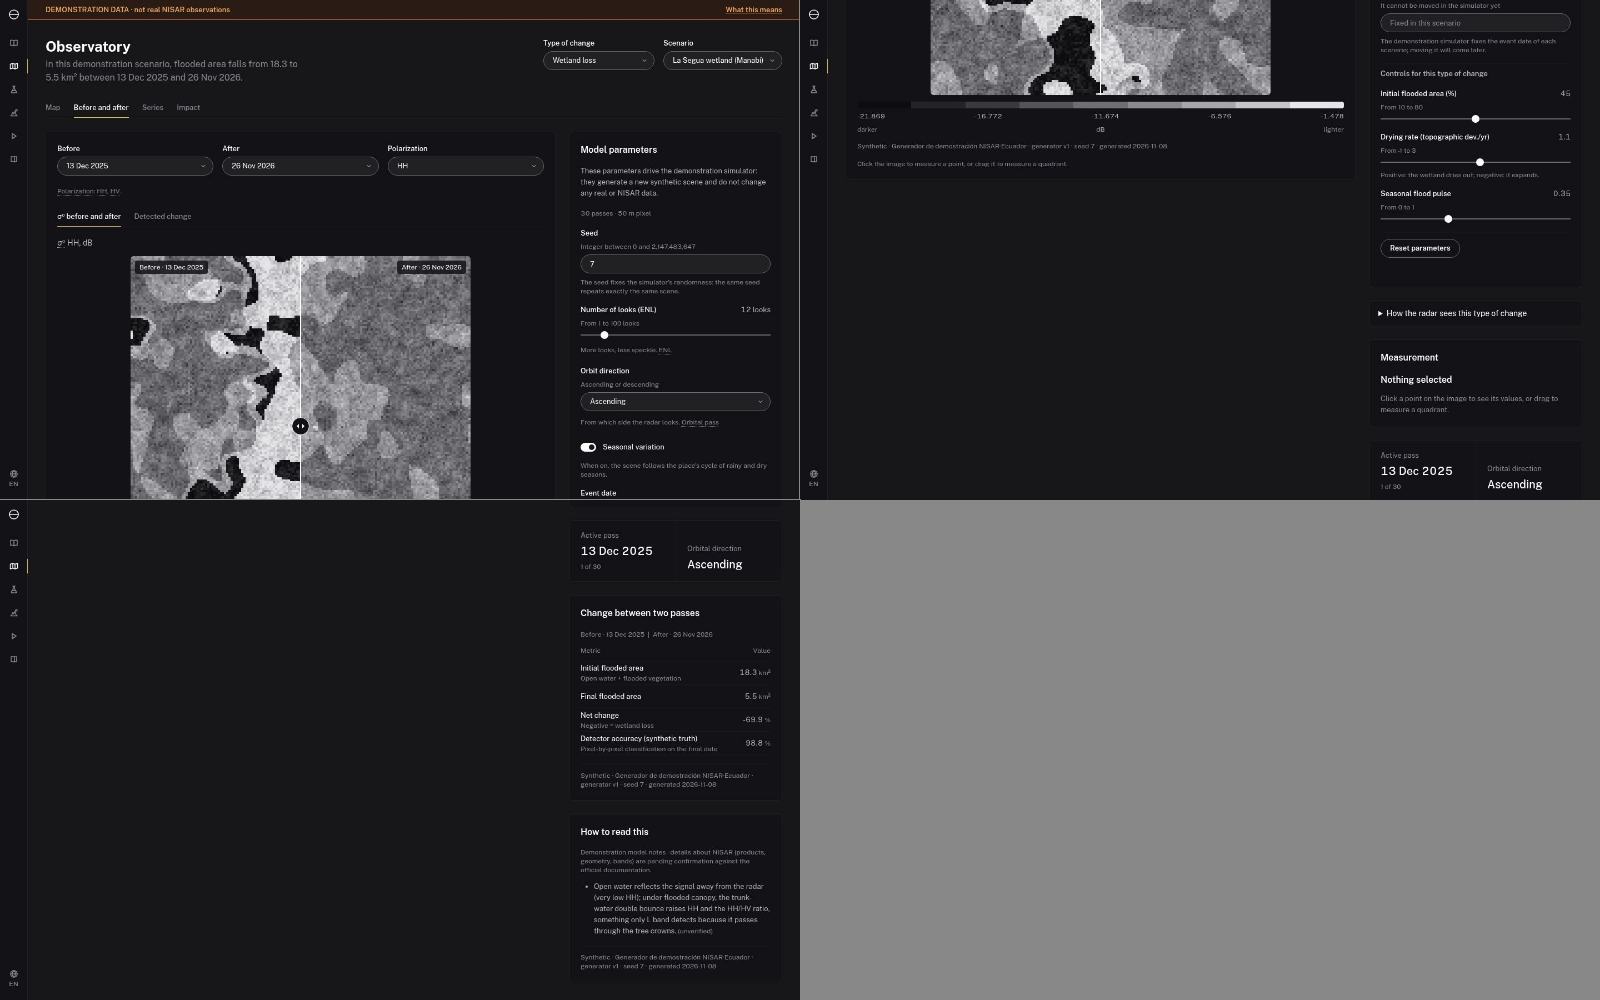 DEMONSTRATION DATA · not real NISAR observations
What this means
Observatory
In this demonstration scenario, flooded area falls from 18.3 to
5.5 km² between 13 Dec 2025 and 26 Nov 2026.
Type of change
Wetland loss
Scenario
La Segua wetland (Manabí)
Map
Before and after
Series
Impact
Before
13 Dec 2025
After
26 Nov 2026
Polarization
HH
Polarization: HH, HV.
σ⁰ before and after
Detected change
σ⁰ HH, dB
Before · 13 Dec 2025
After · 26 Nov 2026
Model parameters
These parameters drive the demonstration simulator:
they generate a new synthetic scene and do not change
any real or NISAR data.
30 passes · 50 m pixel
Seed
Integer between 0 and 2,147,483,647
7
The seed fixes the simulator's randomness: the same seed
repeats exactly the same scene.
Number of looks (ENL)
12 looks
From 1 to 100 looks
More looks, less speckle. ENL
Orbit direction
Ascending or descending
Ascending
From which side the radar looks. Orbital pass
Seasonal variation
When on, the scene follows the place's cycle of rainy and dry
seasons.
Event date
EN
-21.869
-16.772
-11.674
-6.576
-1.478
darker
dB
lighter
Synthetic · Generador de demostración NISAR-Ecuador · generator v1 · seed 7 · generated 2026-11-08
Click the image to measure a point, or drag it to measure a quadrant.
It cannot be moved in the simulator yet
Fixed in this scenario
The demonstration simulator fixes the event date of each
scenario; moving it will come later.
Controls for this type of change
Initial flooded area (%)
45
From 10 to 80
Drying rate (topographic dev./yr)
1.1
From -1 to 3
Positive: the wetland dries out; negative: it expands.
Seasonal flood pulse
0.35
From 0 to 1
Reset parameters
How the radar sees this type of change
Measurement
Nothing selected
Click a point on the image to see its values, or drag to
measure a quadrant.
Active pass
13 Dec 2025
1 of 30
Orbital direction
Ascending
EN
Active pass
13 Dec 2025
1 of 30
Orbital direction
Ascending
Change between two passes
Before · 13 Dec 2025 | After · 26 Nov 2026
Metric
Value
Initial flooded area
Open water + flooded vegetation
18.3 km²
Final flooded area
5.5 km²
Net change
Negative = wetland loss
-69.9 %
Detector accuracy (synthetic truth)
Pixel-by-pixel classification on the final date
98.8 %
Synthetic · Generador de demostración NISAR-Ecuador ·
generator v1 · seed 7 · generated 2026-11-08
How to read this
Demonstration model notes · details about NISAR (products,
geometry, bands) are pending confirmation against the
official documentation.
• Open water reflects the signal away from the radar
(very low HH); under flooded canopy, the trunk-
water double bounce raises HH and the HH/HV ratio,
something only L band detects because it passes
through the tree crowns. (unverified)
Synthetic · Generador de demostración NISAR-Ecuador ·
generator v1 · seed 7 · generated 2026-11-08
EN